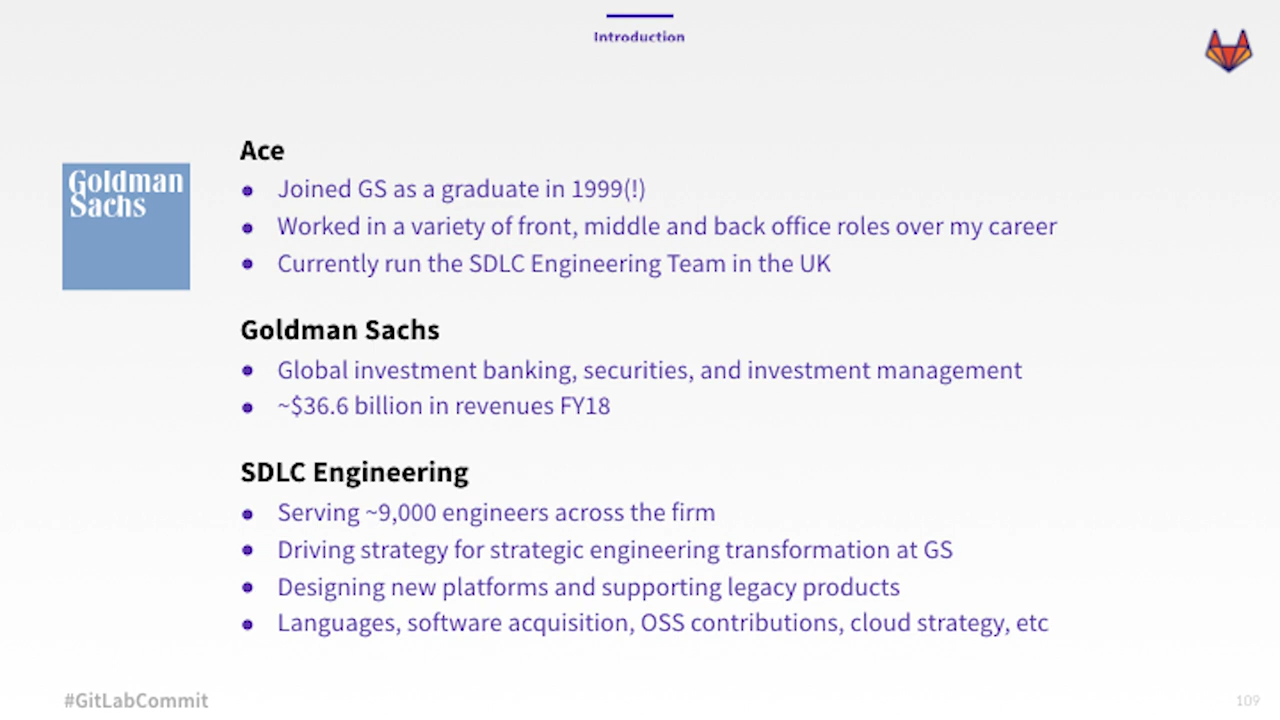 Introduction
Goldman
Sachs
Ace
Joined GS as a graduate in 1999(!)
Worked in a variety of front, middle and back office roles over my career
Currently run the SDLC Engineering Team in the UK
Goldman Sachs
Global investment banking, securities, and investment management
~$36.6 billion in revenues FY18
SDLC Engineering
Serving ~9,000 engineers across the firm
Driving strategy for strategic engineering transformation at GS
Designing new platforms and supporting legacy products
Languages, software acquisition, OSS contributions, cloud strategy, etc
#GitLabCommit
109